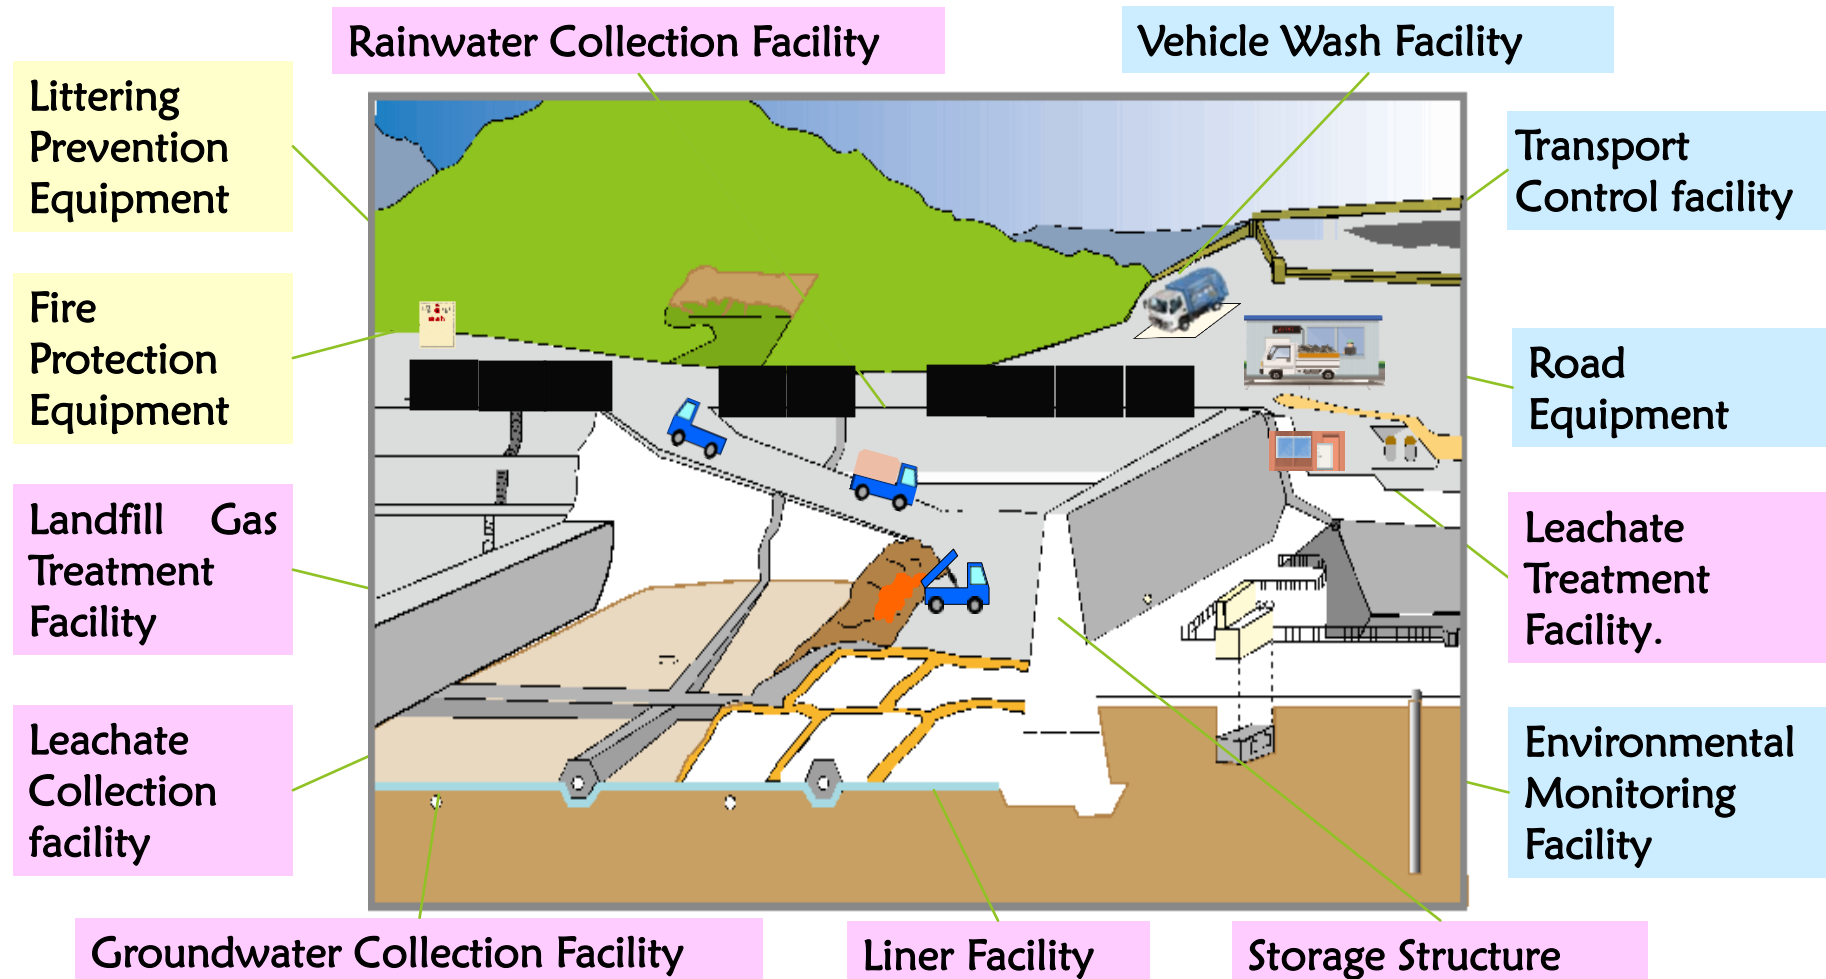 Rainwater Collection Facility
Vehicle Wash Facility
Littering
Prevention
Equipment
Transport
Control facility
Fire
Protection
Equipment
Road
Equipment
Landfill Gas
Treatment
Facility
Leachate
Treatment
Facility.
Leachate
Collection
facility
Environmental
Monitoring
Facility
Groundwater Collection Facility
Liner Facility
Storage Structure